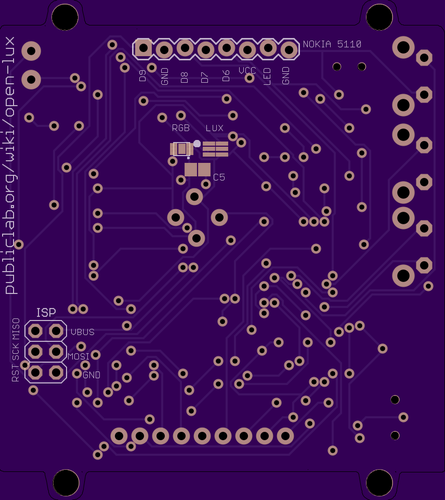 NOKIA 5110
D9 GND D8 D7 D6 VCC LED GND
RGB LUX
C5
publiclab.org/wiki/open-lux
ISP
MISO VBUS
SCK MOSI
RST GND